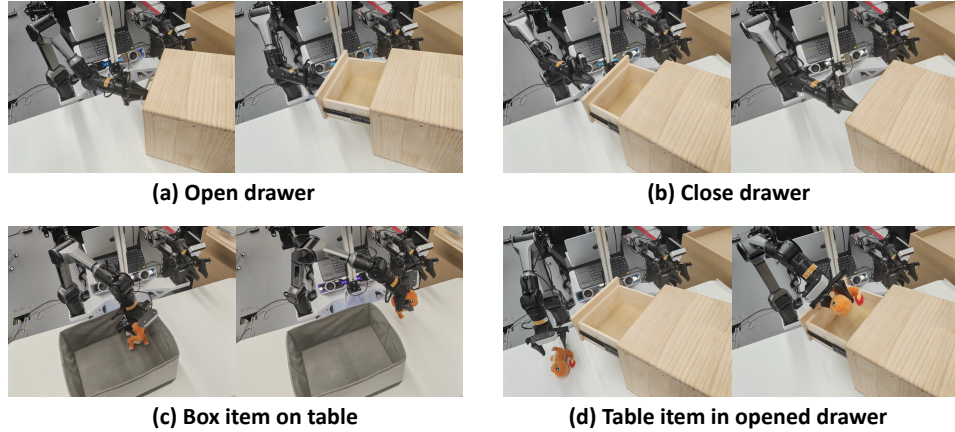 (a) Open drawer
(b) Close drawer
(c) Box item on table
(d) Table item in opened drawer